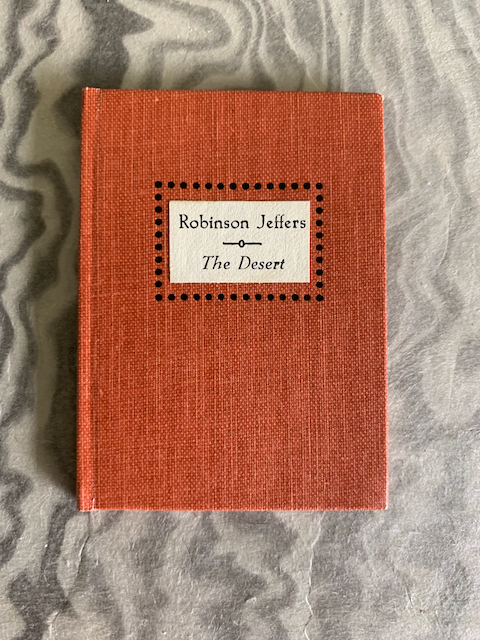 Robinson Jeffers
The Desert